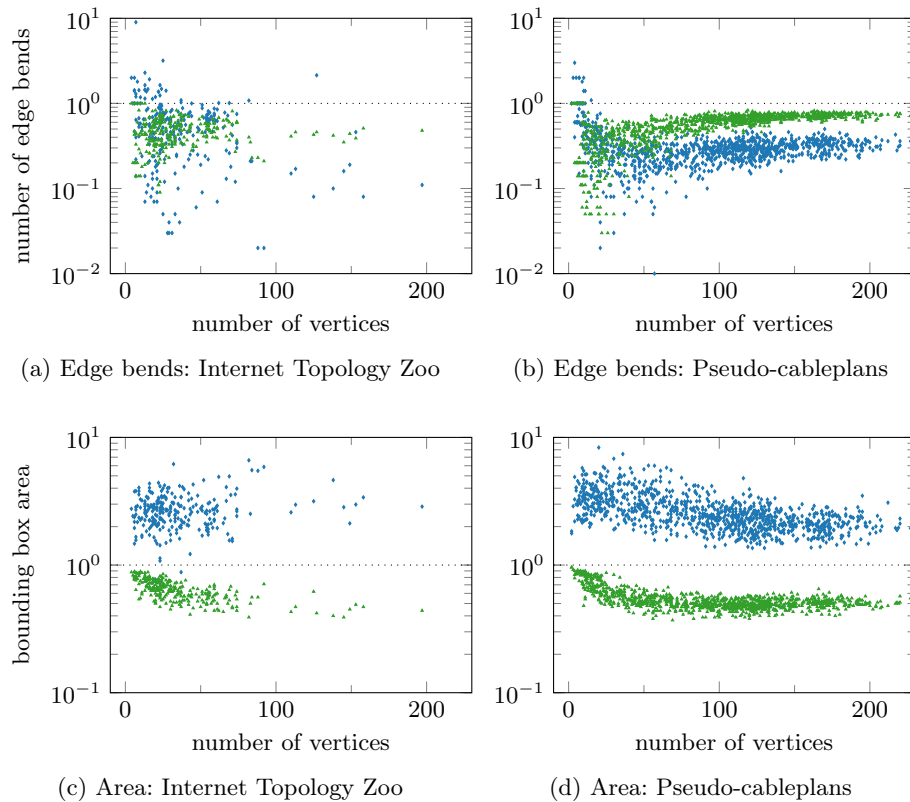 10^1
10^0
10^-1
10^-2
number of edge bends
0 100 200
number of vertices
(a) Edge bends: Internet Topology Zoo
10^1
10^0
10^-1
10^-2
0 100 200
number of vertices
(b) Edge bends: Pseudo-cableplans
10^1
10^0
10^-1
bounding box area
0 100 200
number of vertices
(c) Area: Internet Topology Zoo
10^1
10^0
10^-1
0 100 200
number of vertices
(d) Area: Pseudo-cableplans